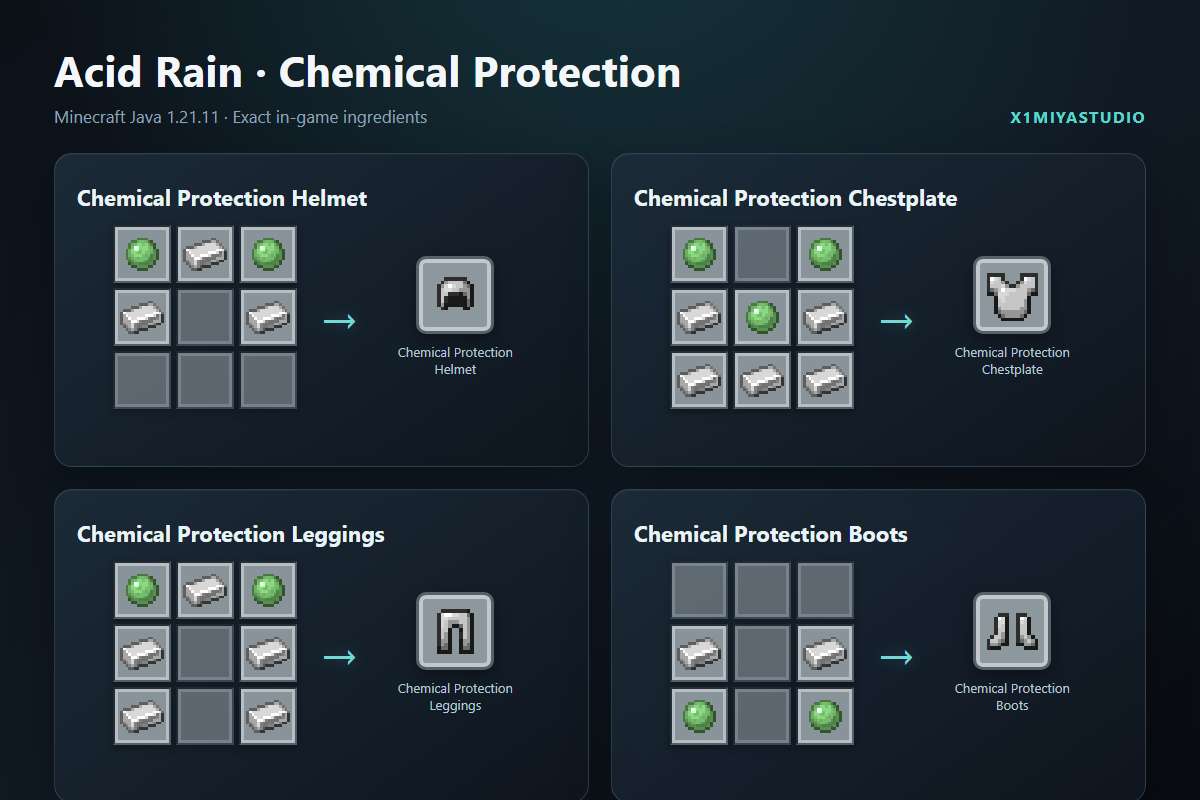 Acid Rain · Chemical Protection
Minecraft Java 1.21.11 · Exact in-game ingredients
X1MIYASTUDIO
Chemical Protection Helmet
Chemical Protection
Helmet
Chemical Protection Chestplate
Chemical Protection
Chestplate
Chemical Protection Leggings
Chemical Protection
Leggings
Chemical Protection Boots
Chemical Protection
Boots